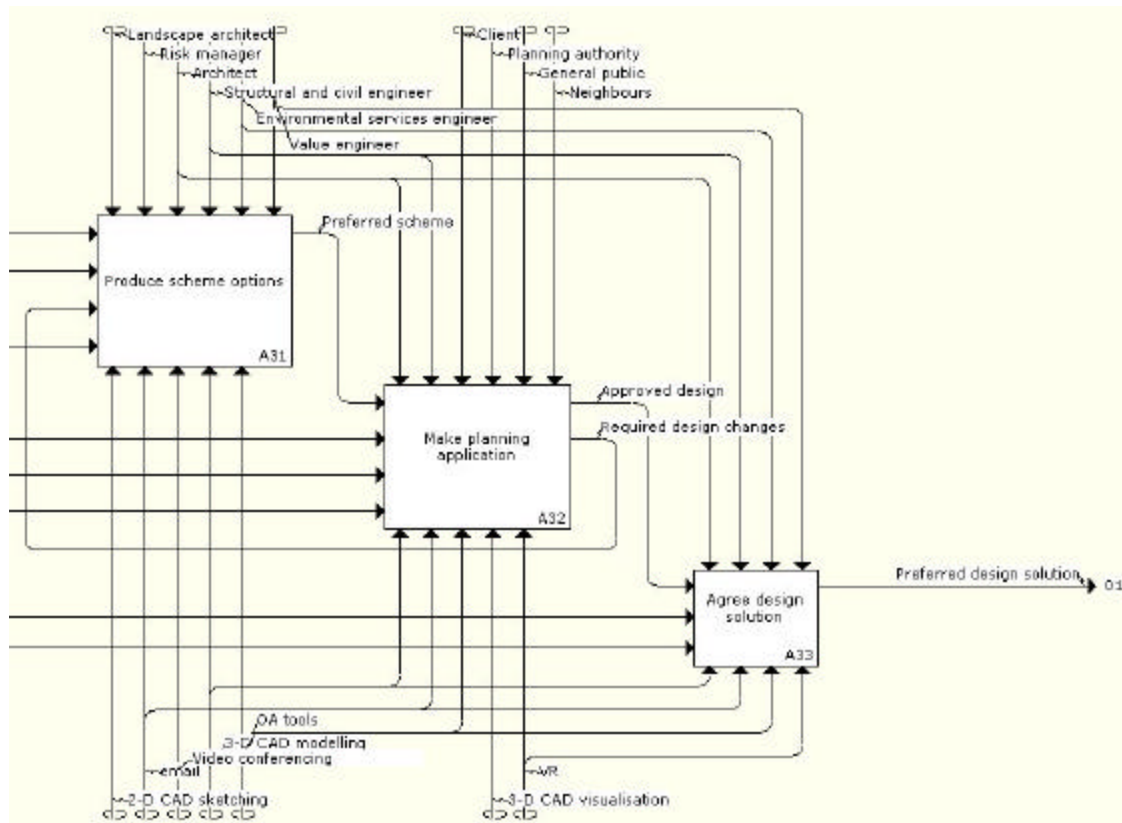 Landscape architect
Client
Risk manager
Planning authority
Architect
General public
Structural and civil engineer
Neighbours
Environmental services engineer
Value engineer
Preferred scheme
Produce scheme options
A31
Approved design
Required design changes
Make planning
application
A32
Preferred design solution
O1
Agree design
solution
A33
OA tools
3-D CAD modelling
Video conferencing
email
VR
2-D CAD sketching
3-D CAD visualisation